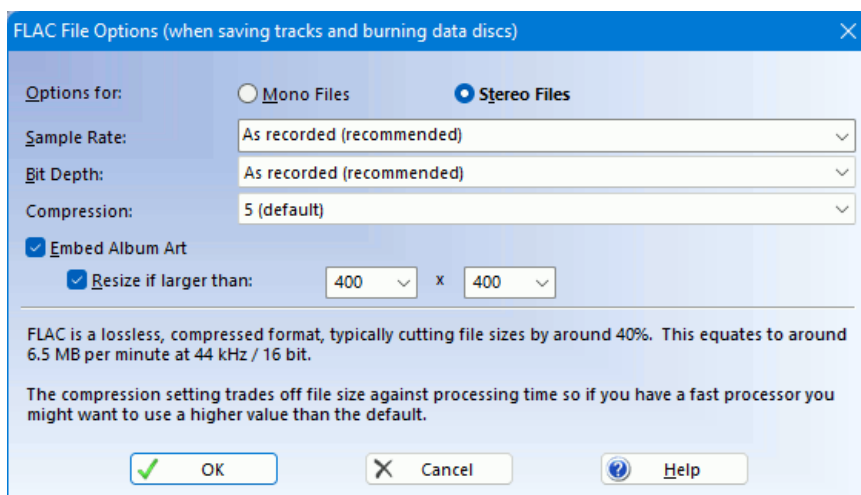 FLAC File Options (when saving tracks and burning data discs)
Options for: Mono Files Stereo Files
Sample Rate: As recorded (recommended)
Bit Depth: As recorded (recommended)
Compression: 5 (default)
Embed Album Art
Resize if larger than: 400 x 400
FLAC is a lossless, compressed format, typically cutting file sizes by around 40%. This equates to around
6.5 MB per minute at 44 kHz / 16 bit.
The compression setting trades off file size against processing time so if you have a fast processor you
might want to use a higher value than the default.
OK Cancel Help